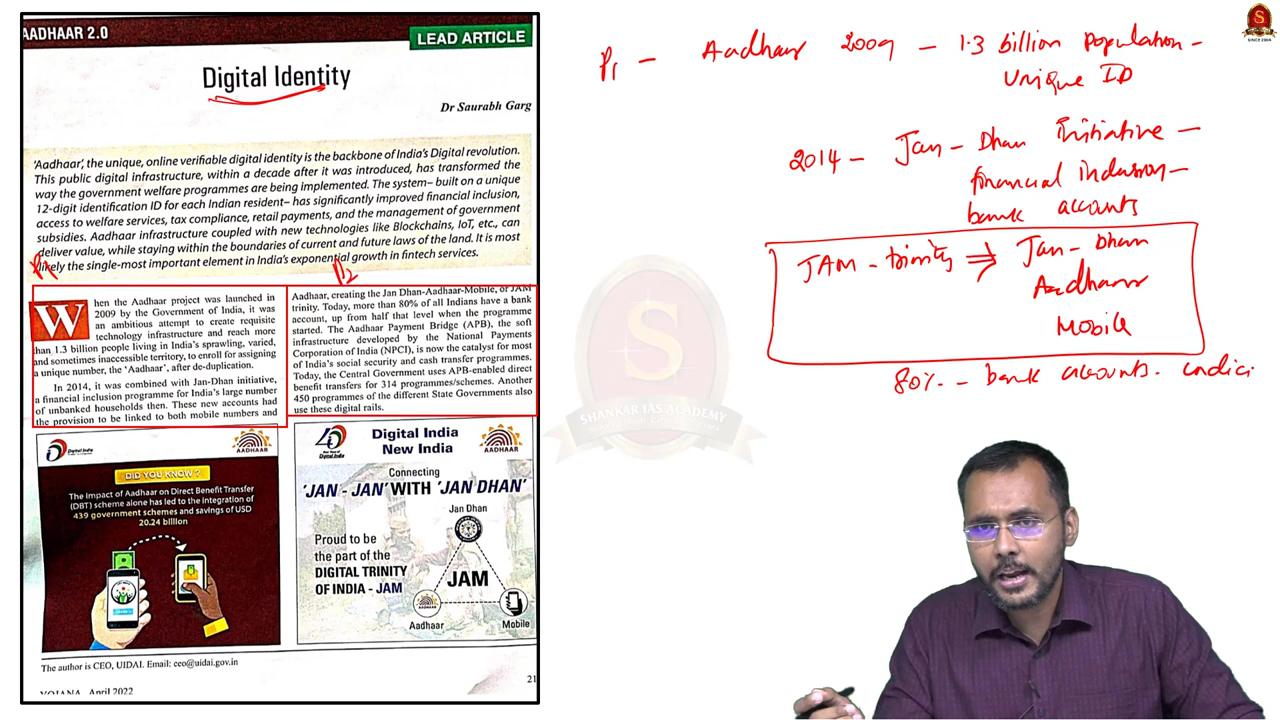 AADHAAR 2.0
LEAD ARTICLE
Digital Identity
Dr Saurabh Garg
'Aadhaar', the unique, online verifiable digital identity is the backbone of India's Digital revolution.
This public digital infrastructure, within a decade after it was introduced, has transformed the
way the government welfare programmes are being implemented. The system– built on a unique
12-digit identification ID for each Indian resident– has significantly improved financial inclusion,
access to welfare services, tax compliance, retail payments, and the management of government
subsidies. Aadhaar infrastructure coupled with new technologies like Blockchains, IoT, etc., can
deliver value, while staying within the boundaries of current and future laws of the land. It is most
likely the single-most important element in India's exponential growth in fintech services.
P1
P2
When the Aadhaar project was launched in
2009 by the Government of India, it was
an ambitious attempt to create requisite
technology infrastructure and reach more
than 1.3 billion people living in India's sprawling, varied,
and sometimes inaccessible territory, to enroll for assigning
a unique number, the 'Aadhaar', after de-duplication.
In 2014, it was combined with Jan-Dhan initiative,
a financial inclusion programme for India's large number
of unbanked households then. These new accounts had
the provision to be linked to both mobile numbers and
Aadhaar, creating the Jan Dhan-Aadhaar-Mobile, or JAM
trinity. Today, more than 80% of all Indians have a bank
account, up from half that level when the programme
started. The Aadhaar Payment Bridge (APB), the soft
infrastructure developed by the National Payments
Corporation of India (NPCI), is now the catalyst for most
of India's social security and cash transfer programmes.
Today, the Central Government uses APB-enabled direct
benefit transfers for 314 programmes/schemes. Another
450 programmes of the different State Governments also
use these digital rails.
Digital India
AADHAAR
DID YOU KNOW ?
The Impact of Aadhaar on Direct Benefit Transfer
(DBT) scheme alone has led to the integration of
439 government schemes and savings of USD
20.24 billion
Digital India
New India
AADHAAR
Connecting
'JAN - JAN' WITH 'JAN DHAN'
Jan Dhan
Proud to be
the part of the
DIGITAL TRINITY
OF INDIA - JAM
JAM
Aadhaar
Mobile
The author is CEO, UIDAI. Email: ceo@uidai.gov.in
YOJANA April 2022
21
P1 – Aadhaar 2009 – 1.3 billion Population –
Unique ID
2014 – Jan – Dhan initiative –
financial inclusion –
bank accounts
JAM – trinity ⇒ Jan – Dhan
Aadhaar
Mobile
80% – bank accounts.
S
SINCE 2004
S
SHANKAR IAS ACADEMY